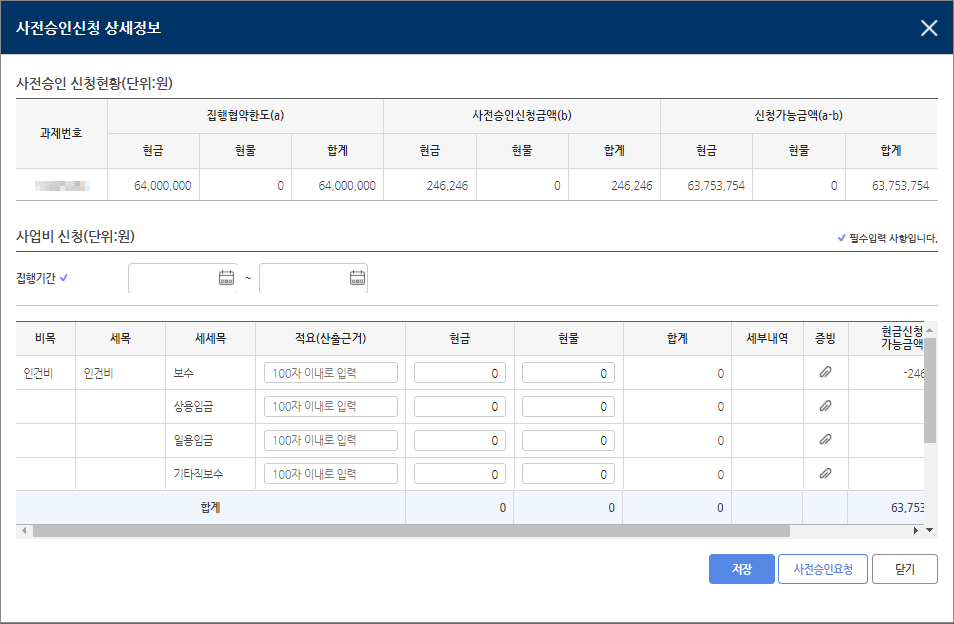 사전승인신청 상세정보
사전승인 신청현황(단위:원)
과제번호 집행협약한도(a) 사전승인신청금액(b) 신청가능금액(a-b)
현금 현물 합계 현금 현물 합계 현금 현물 합계
64,000,000 0 64,000,000 246,246 0 246,246 63,753,754 0 63,753,754
사업비 신청(단위:원)
필수입력 사항입니다.
집행기간 ~
비목 세목 세세목 적요(산출근거) 현금 현물 합계 세부내역 증빙 현금신청
가능금액
인건비 인건비 보수 100자 이내로 입력 0 0 0 -246
상용임금 100자 이내로 입력 0 0 0
일용임금 100자 이내로 입력 0 0 0
기타직보수 100자 이내로 입력 0 0 0
합계 0 0 0 63,753
저장 사전승인요청 닫기